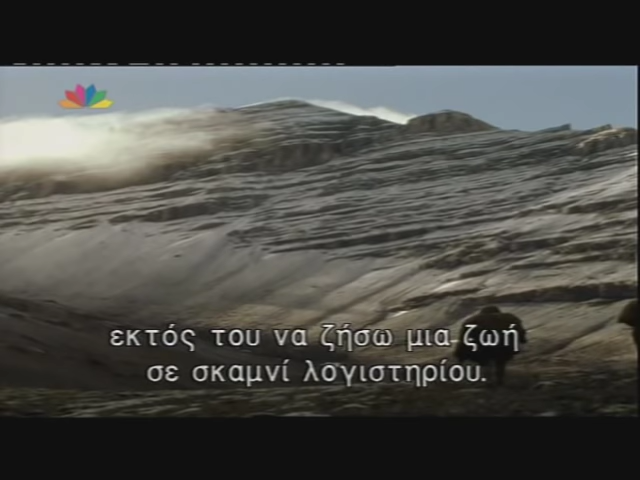 εκτός του να ζήσω μια ζωή
σε σκαμνί λογιστηρίου.